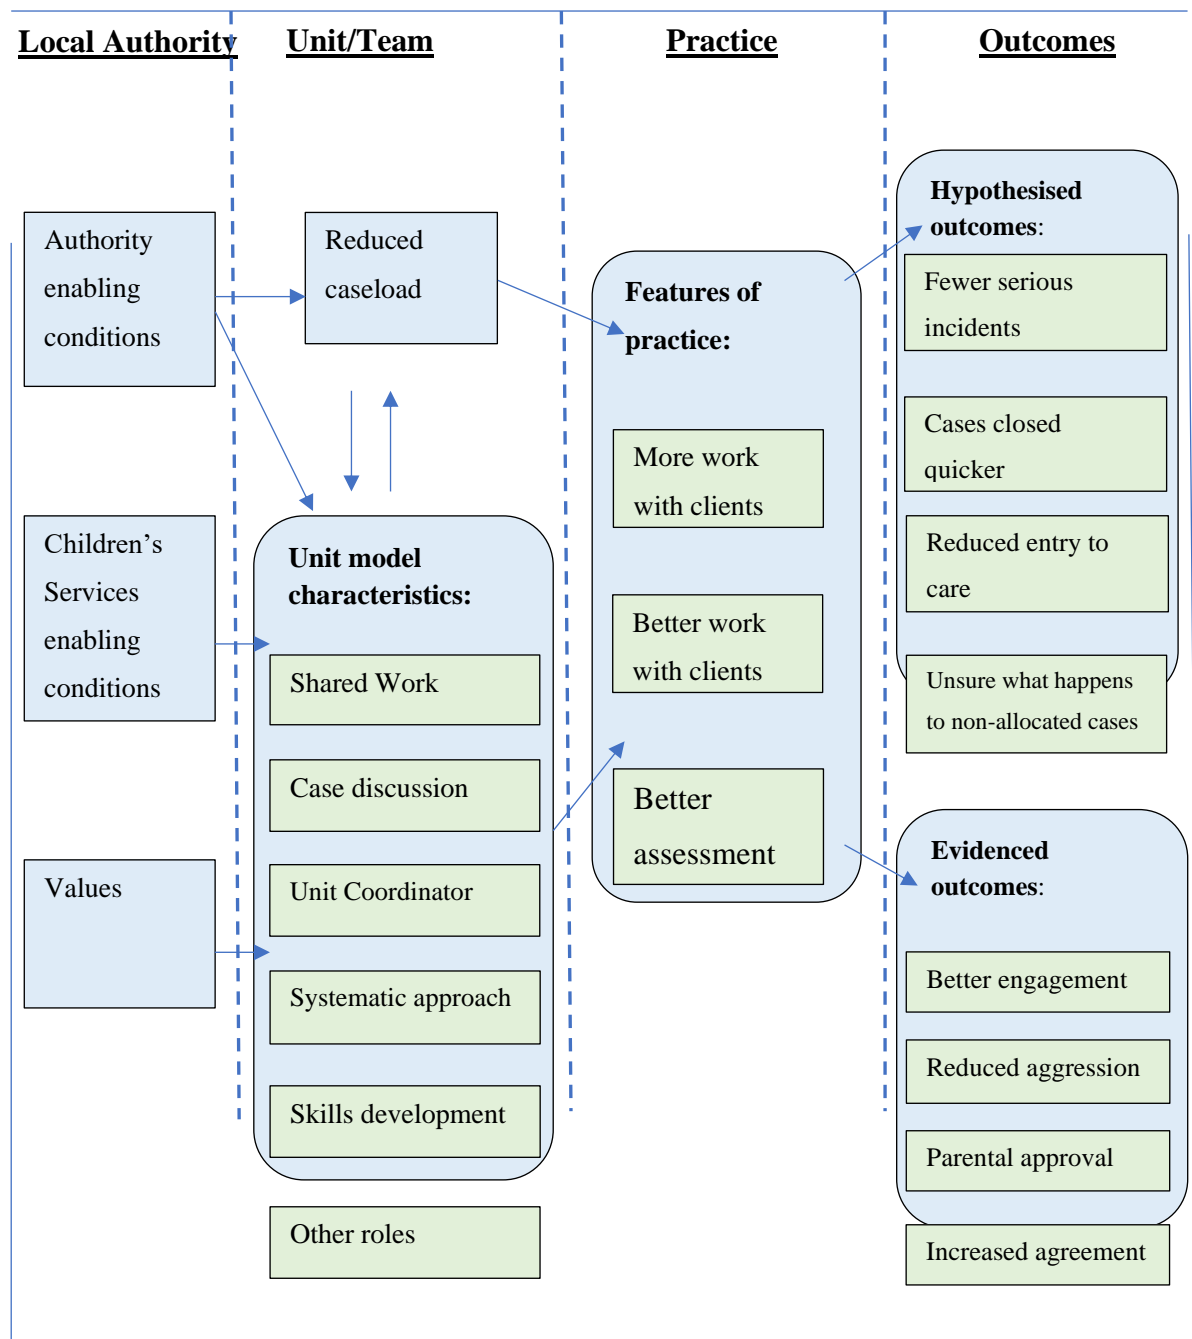 Local Authority
Unit/Team
Practice
Outcomes
Authority
enabling
conditions
Children’s
Services
enabling
conditions
Values
Reduced
caseload
Unit model
characteristics:
Shared Work
Case discussion
Unit Coordinator
Systematic approach
Skills development
Other roles
Features of
practice:
More work
with clients
Better work
with clients
Better
assessment
Hypothesised
outcomes:
Fewer serious
incidents
Cases closed
quicker
Reduced entry to
care
Unsure what happens
to non-allocated cases
Evidenced
outcomes:
Better engagement
Reduced aggression
Parental approval
Increased agreement